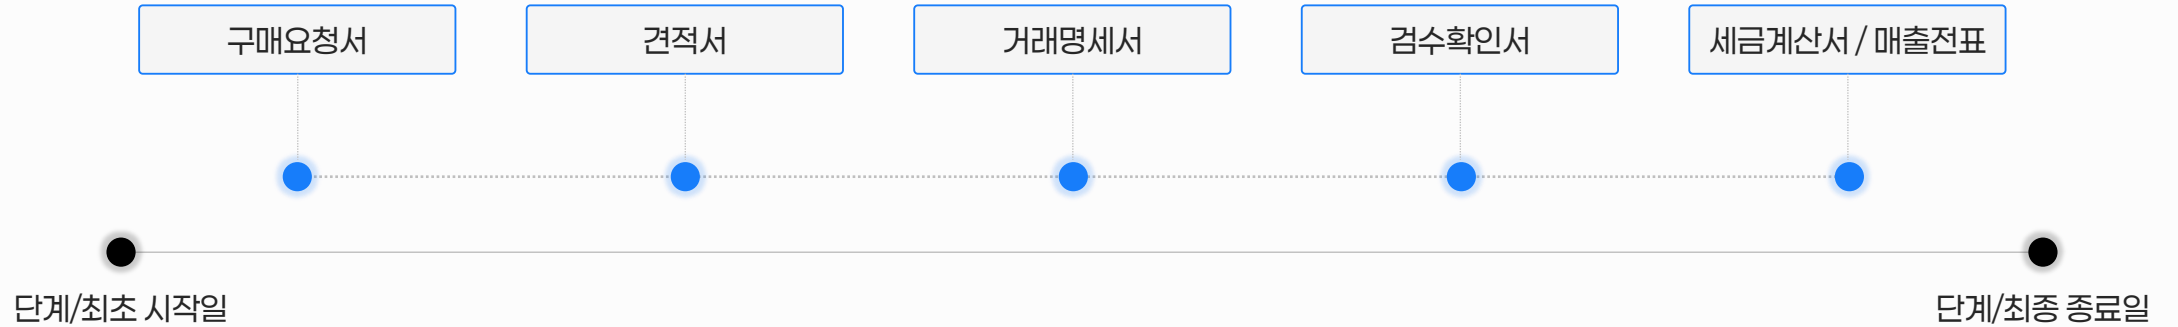 구매요청서
견적서
거래명세서
검수확인서
세금계산서 / 매출전표
단계/최초 시작일
단계/최종 종료일